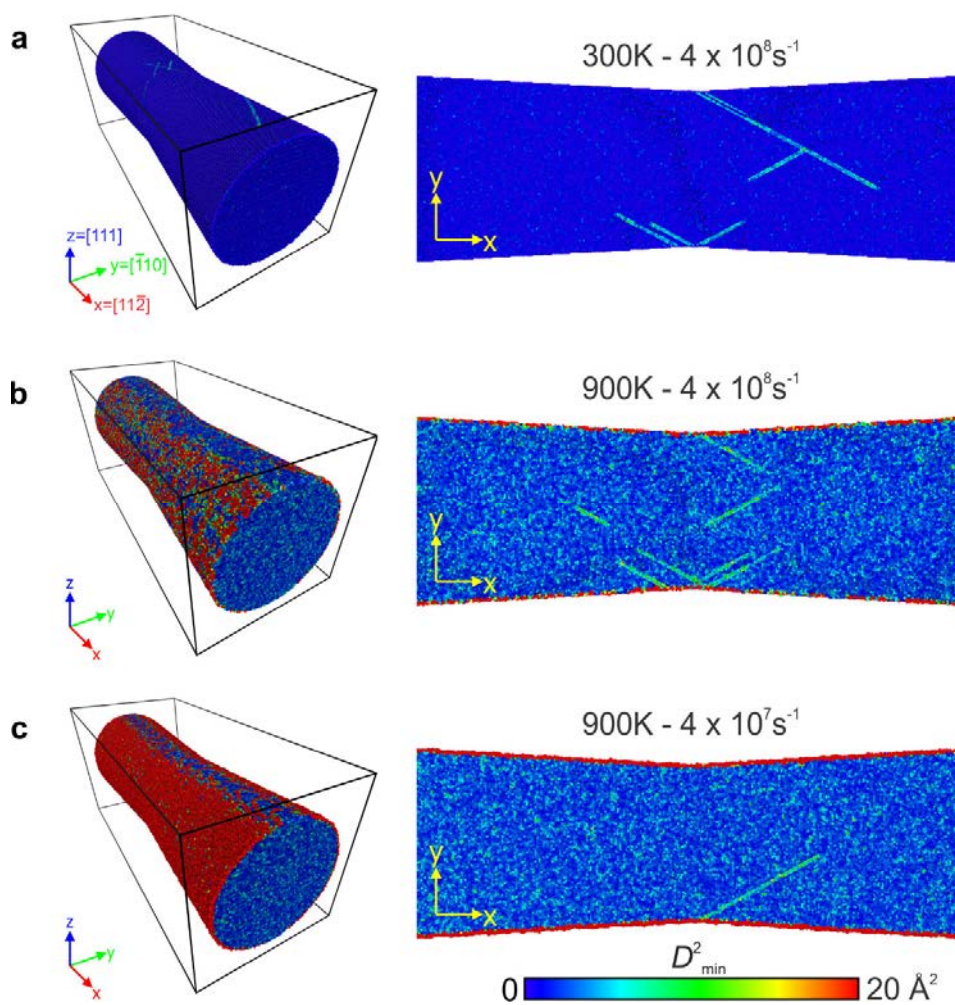 a
300K - 4 x 10⁸s⁻¹
y
x
z=[111]
y=[1̅10]
x=[112̅]
b
900K - 4 x 10⁸s⁻¹
y
x
z
y
x
c
900K - 4 x 10⁷s⁻¹
y
x
z
y
x
D²min
0
20 Å²